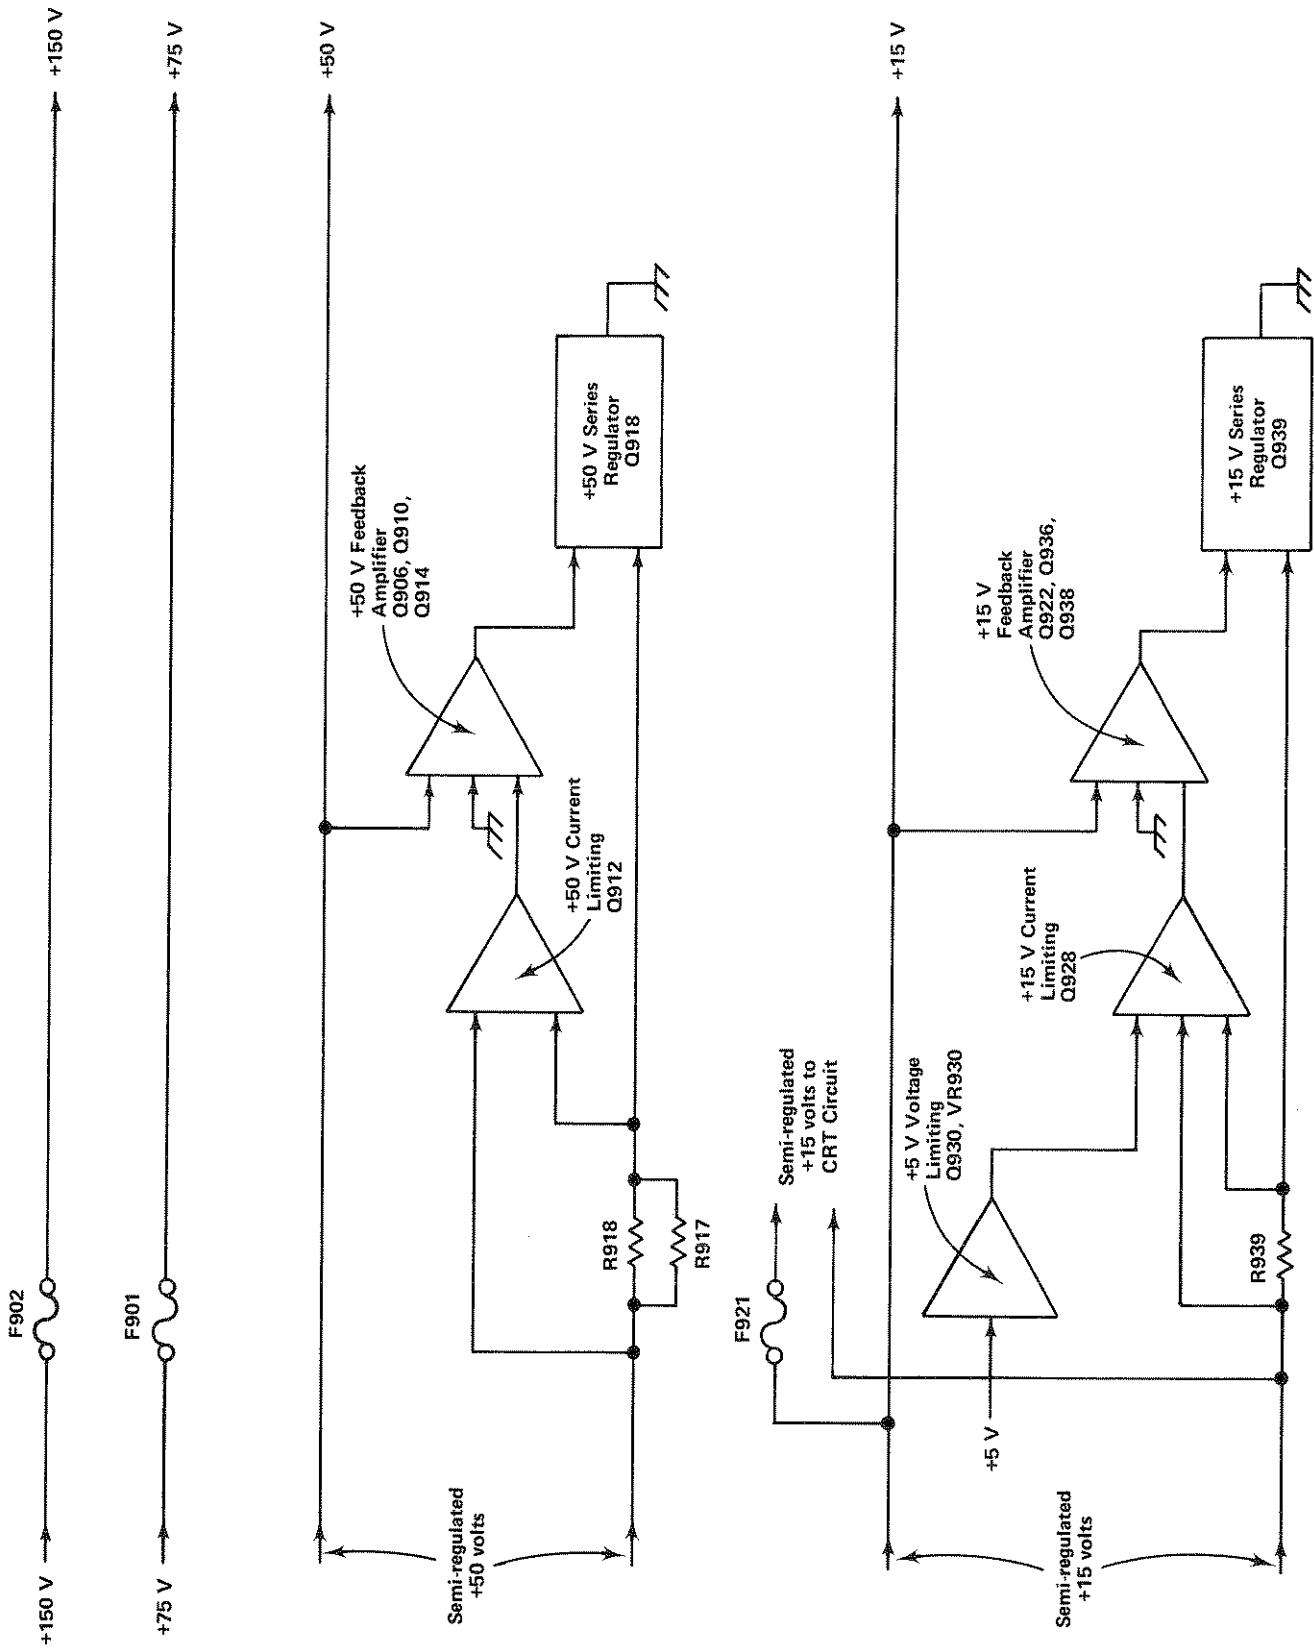 +150 V
F902
+150 V
+75 V
F901
+75 V
+50 V
Semi-regulated
+50 volts
R918
R917
+50 V Current
Limiting
Q912
+50 V Feedback
Amplifier
Q906, Q910,
Q914
+50 V Series
Regulator
Q918
F921
Semi-regulated
+15 volts to
CRT Circuit
+15 V
Semi-regulated
+15 volts
+5 V
+5 V Voltage
Limiting
Q930, VR930
R939
+15 V Current
Limiting
Q928
+15 V
Feedback
Amplifier
Q922, Q936,
Q938
+15 V Series
Regulator
Q939